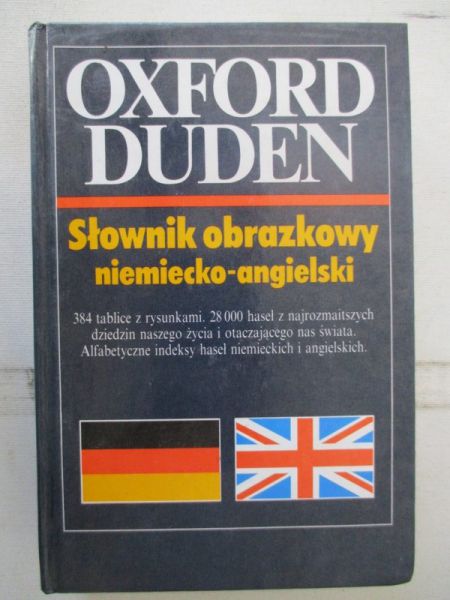 OXFORD
DUDEN
Słownik obrazkowy
niemiecko-angielski
384 tablice z rysunkami. 28 000 haseł z najrozmaitszych
dziedzin naszego życia i otaczającego nas świata.
Alfabetyczne indeksy haseł niemieckich i angielskich.